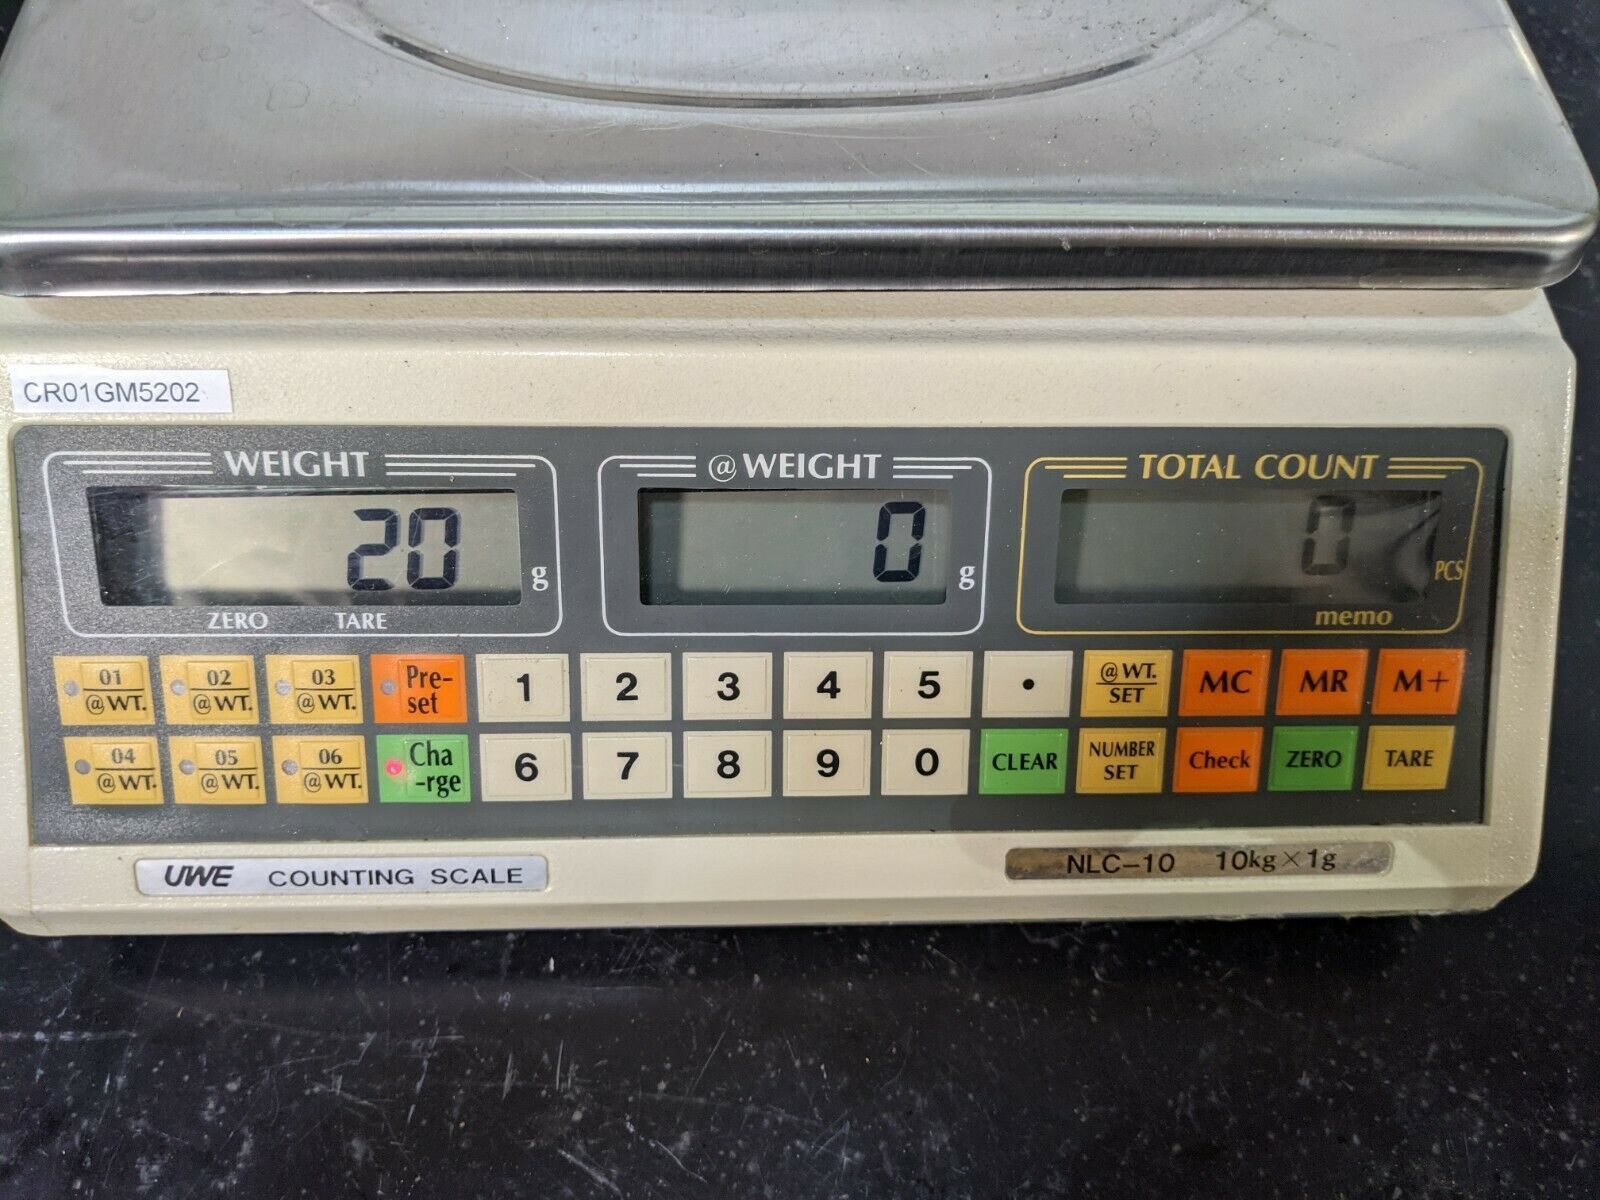 CR01GM5202
WEIGHT
@ WEIGHT
TOTAL COUNT
20
g
0
g
0
PCS
ZERO TARE
memo
01 @WT.
02 @WT.
03 @WT.
Pre-set
1 2 3 4 5 •
@WT. SET
MC MR M+
04 @WT.
05 @WT.
06 @WT.
Cha-rge
6 7 8 9 0
CLEAR
NUMBER SET
Check
ZERO
TARE
UWE COUNTING SCALE
NLC-10 10kg×1g